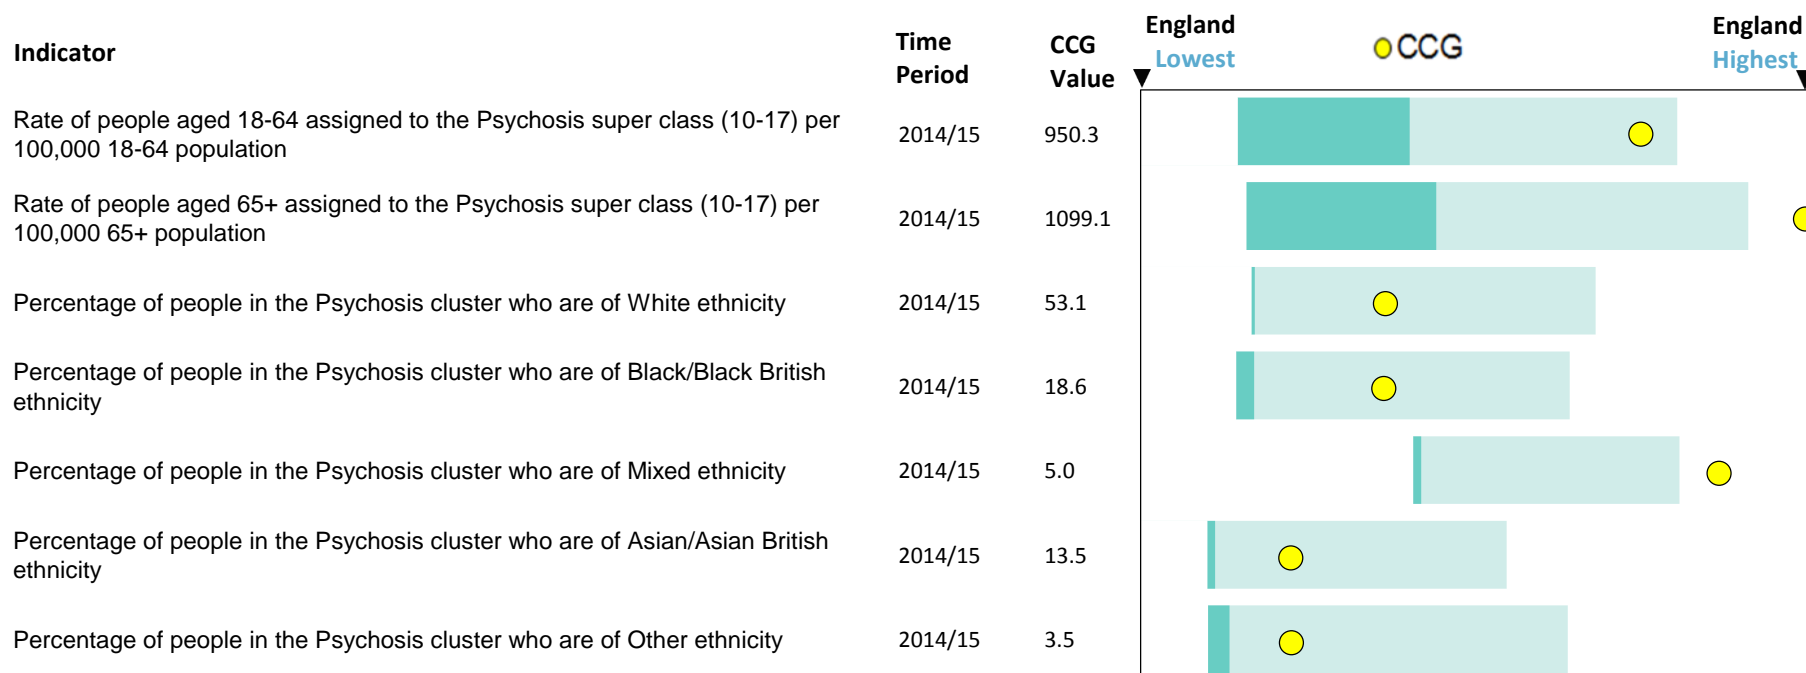 Indicator
Time
Period
CCG
Value
England
Lowest
CCG
England
Highest
Rate of people aged 18-64 assigned to the Psychosis super class (10-17) per
100,000 18-64 population
2014/15
950.3
Rate of people aged 65+ assigned to the Psychosis super class (10-17) per
100,000 65+ population
2014/15
1099.1
Percentage of people in the Psychosis cluster who are of White ethnicity
2014/15
53.1
Percentage of people in the Psychosis cluster who are of Black/Black British
ethnicity
2014/15
18.6
Percentage of people in the Psychosis cluster who are of Mixed ethnicity
2014/15
5.0
Percentage of people in the Psychosis cluster who are of Asian/Asian British
ethnicity
2014/15
13.5
Percentage of people in the Psychosis cluster who are of Other ethnicity
2014/15
3.5